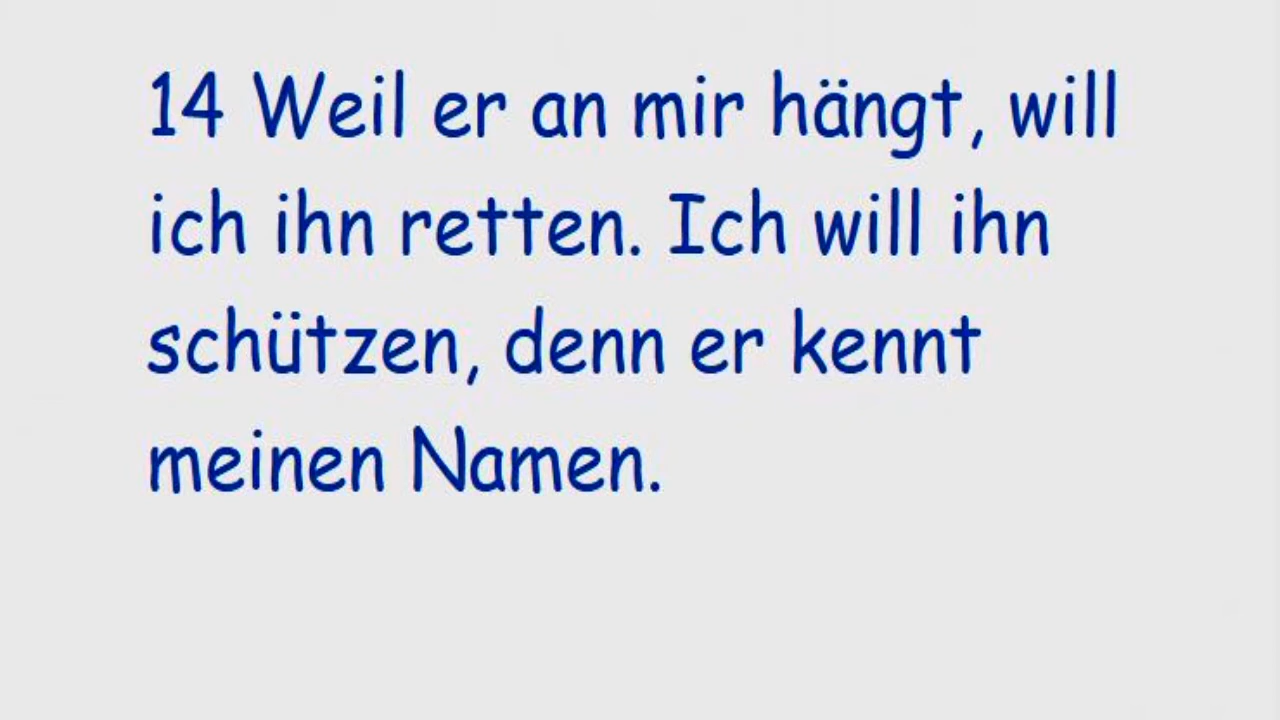 14 Weil er an mir hängt, will
ich ihn retten. Ich will ihn
schützen, denn er kennt
meinen Namen.